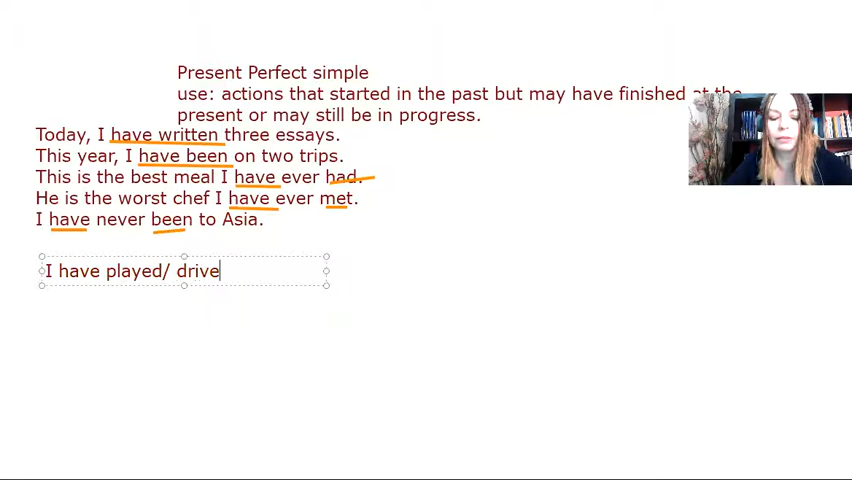 Present Perfect simple
use: actions that started in the past but may have finished at the
present or may still be in progress.
Today, I have written three essays.
This year, I have been on two trips.
This is the best meal I have ever had.
He is the worst chef I have ever met.
I have never been to Asia.
I have played/ drive